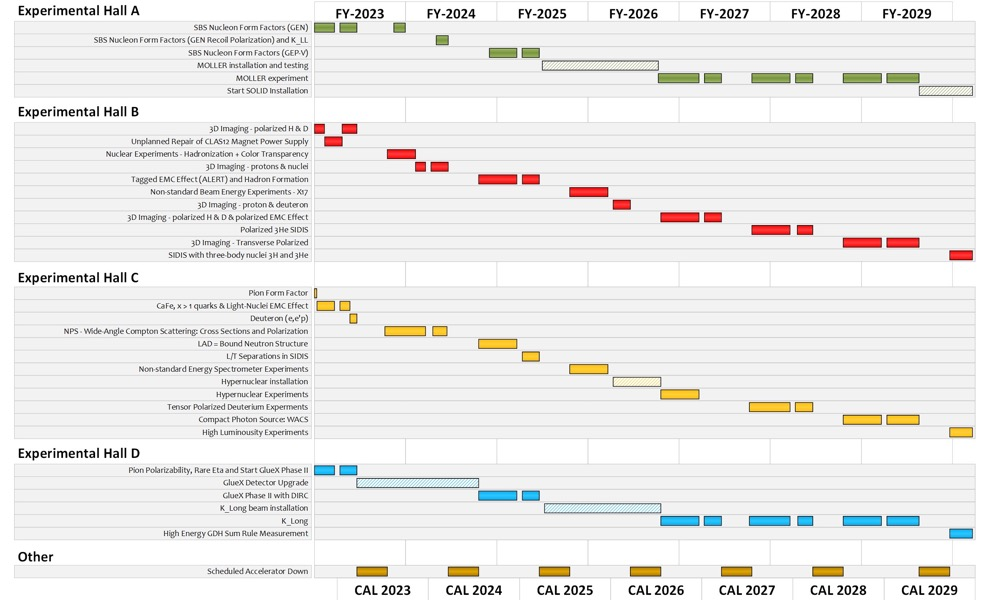 Experimental Hall A
FY-2023 FY-2024 FY-2025 FY-2026 FY-2027 FY-2028 FY-2029
SBS Nucleon Form Factors (GEN)
SBS Nucleon Form Factors (GEN Recoil Polarization) and K_LL
SBS Nucleon Form Factors (GEP-V)
MOLLER installation and testing
MOLLER experiment
Start SOLID Installation
Experimental Hall B
3D Imaging - polarized H & D
Unplanned Repair of CLAS12 Magnet Power Supply
Nuclear Experiments - Hadronization + Color Transparency
3D Imaging - protons & nuclei
Tagged EMC Effect (ALERT) and Hadron Formation
Non-standard Beam Energy Experiments - X17
3D Imaging - proton & deuteron
3D Imaging - polarized H & D & polarized EMC Effect
Polarized 3He SIDIS
3D Imaging - Transverse Polarized
SIDIS with three-body nuclei 3H and 3He
Experimental Hall C
Pion Form Factor
CaFe, x > 1 quarks & Light-Nuclei EMC Effect
Deuteron (e,e'p)
NPS - Wide-Angle Compton Scattering: Cross Sections and Polarization
LAD = Bound Neutron Structure
L/T Separations in SIDIS
Non-standard Energy Spectrometer Experiments
Hypernuclear installation
Hypernuclear Experiments
Tensor Polarized Deuterium Experments
Compact Photon Source: WACS
High Luminousity Experiments
Experimental Hall D
Pion Polarizability, Rare Eta and Start GlueX Phase II
GlueX Detector Upgrade
GlueX Phase II with DIRC
K_Long beam installation
K_Long
High Energy GDH Sum Rule Measurement
Other
Scheduled Accelerator Down
CAL 2023 CAL 2024 CAL 2025 CAL 2026 CAL 2027 CAL 2028 CAL 2029